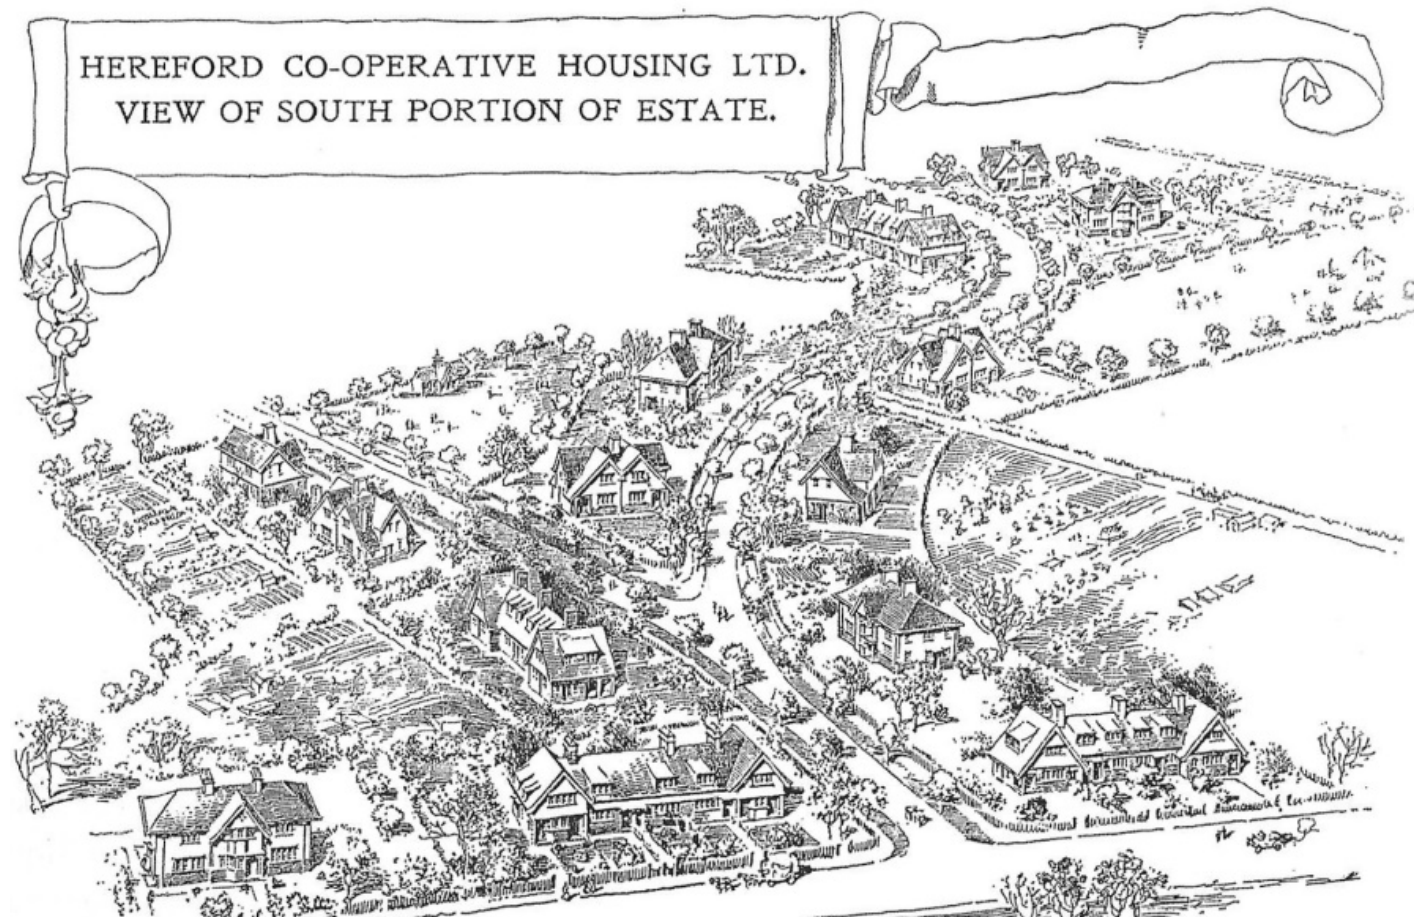 HEREFORD CO-OPERATIVE HOUSING LTD.
VIEW OF SOUTH PORTION OF ESTATE.